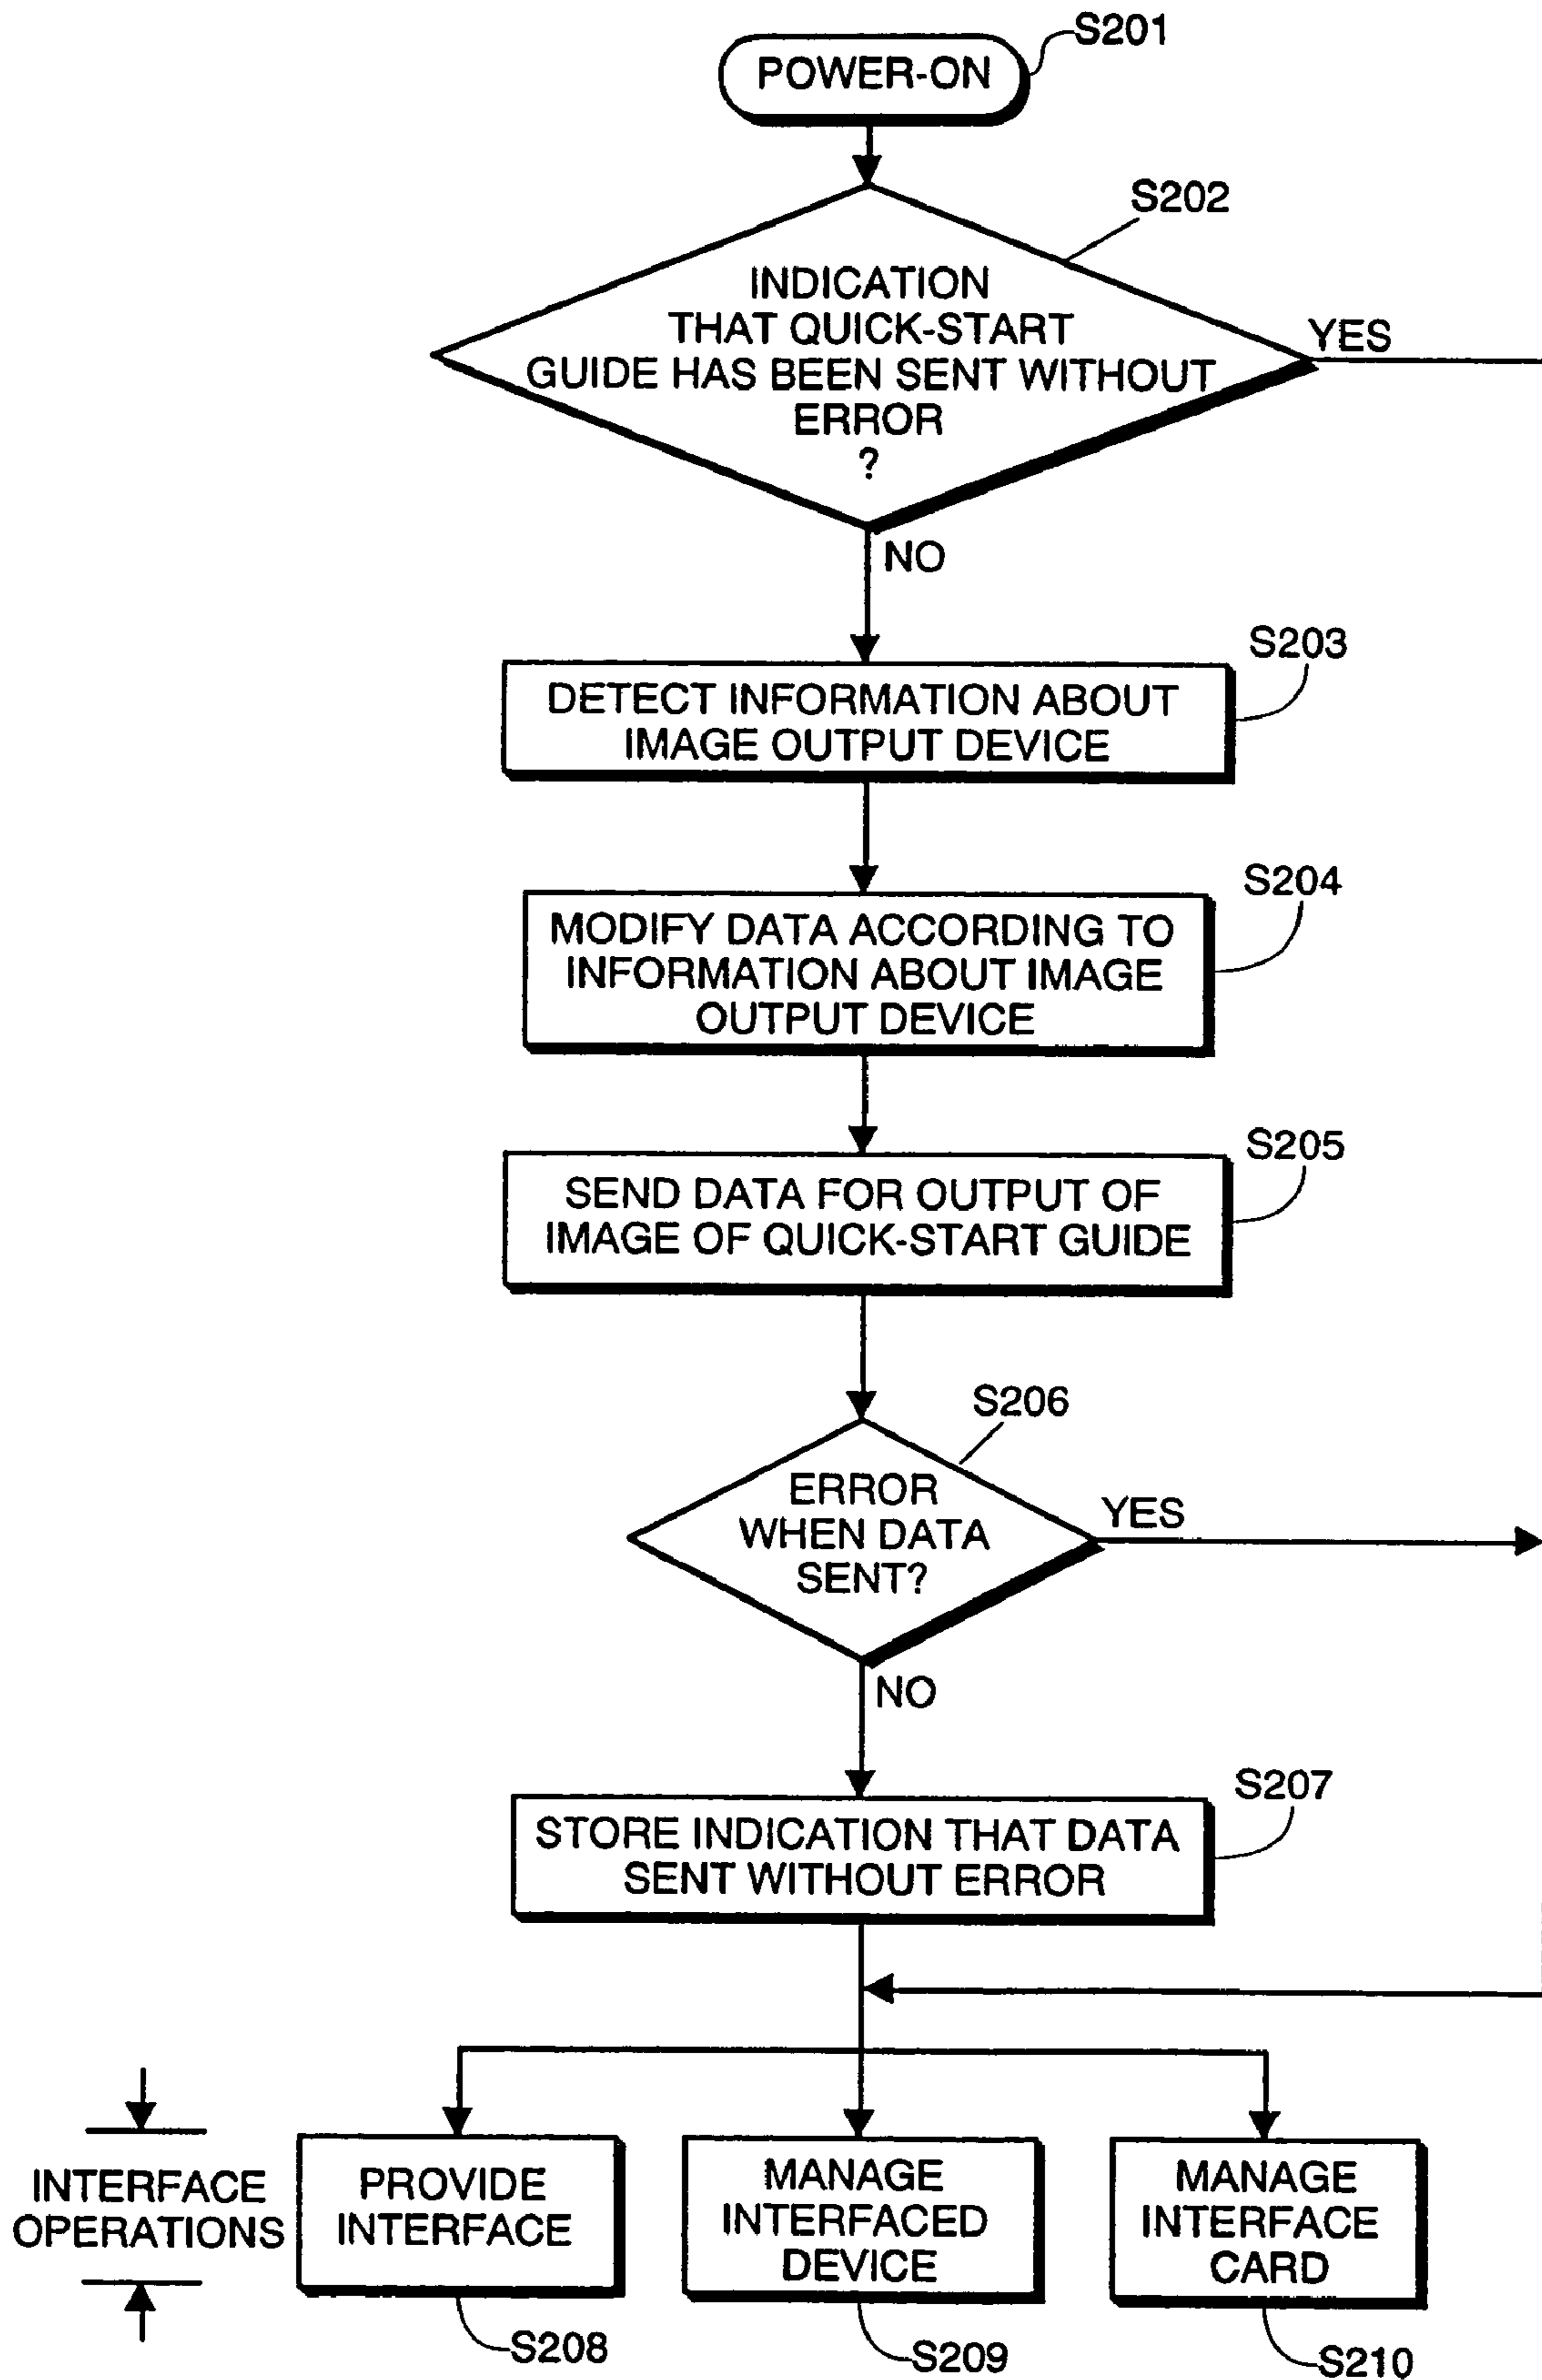 S201
POWER-ON
S202
INDICATION
THAT QUICK-START
GUIDE HAS BEEN SENT WITHOUT
ERROR
?
YES
NO
S203
DETECT INFORMATION ABOUT
IMAGE OUTPUT DEVICE
S204
MODIFY DATA ACCORDING TO
INFORMATION ABOUT IMAGE
OUTPUT DEVICE
S205
SEND DATA FOR OUTPUT OF
IMAGE OF QUICK-START GUIDE
S206
ERROR
WHEN DATA
SENT?
YES
NO
S207
STORE INDICATION THAT DATA
SENT WITHOUT ERROR
INTERFACE
OPERATIONS
PROVIDE
INTERFACE
MANAGE
INTERFACED
DEVICE
MANAGE
INTERFACE
CARD
S208
S209
S210